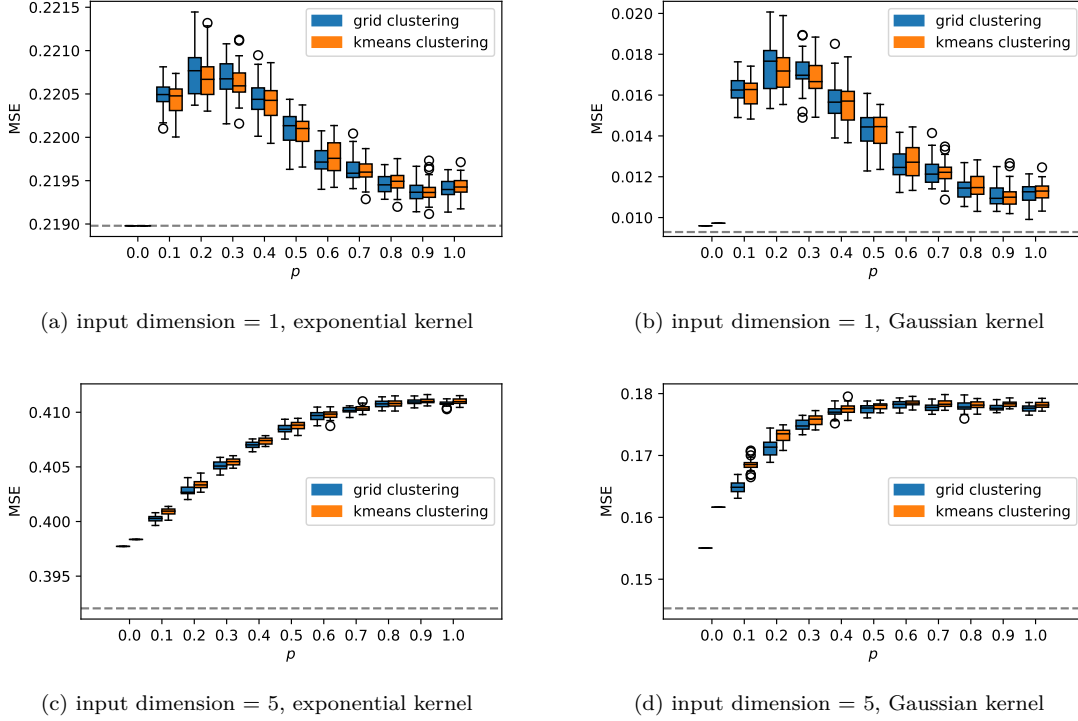 0.2215
0.2210
0.2205
0.2200
0.2195
0.2190
MSE
grid clustering
kmeans clustering
0.0 0.1 0.2 0.3 0.4 0.5 0.6 0.7 0.8 0.9 1.0
p
(a) input dimension = 1, exponential kernel
0.020
0.018
0.016
0.014
0.012
0.010
MSE
grid clustering
kmeans clustering
0.0 0.1 0.2 0.3 0.4 0.5 0.6 0.7 0.8 0.9 1.0
p
(b) input dimension = 1, Gaussian kernel
0.410
0.405
0.400
0.395
MSE
grid clustering
kmeans clustering
0.0 0.1 0.2 0.3 0.4 0.5 0.6 0.7 0.8 0.9 1.0
p
(c) input dimension = 5, exponential kernel
0.18
0.17
0.16
0.15
MSE
grid clustering
kmeans clustering
0.0 0.1 0.2 0.3 0.4 0.5 0.6 0.7 0.8 0.9 1.0
p
(d) input dimension = 5, Gaussian kernel